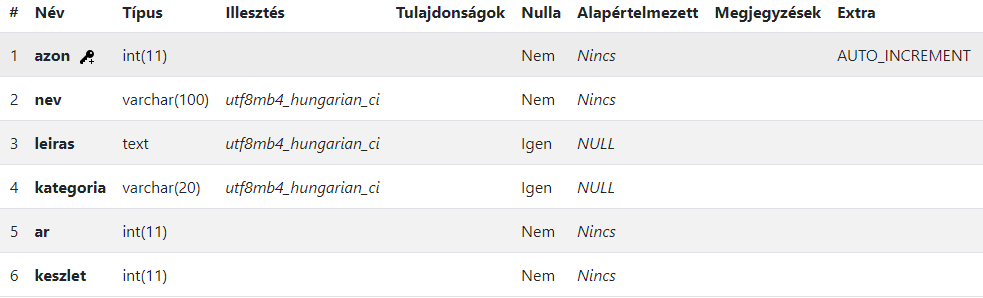 # Név Típus Illesztés Tulajdonságok Nulla Alapértelmezett Megjegyzések Extra
1 azon int(11) Nem Nincs AUTO_INCREMENT
2 nev varchar(100) utf8mb4_hungarian_ci Nem Nincs
3 leiras text utf8mb4_hungarian_ci Igen NULL
4 kategoria varchar(20) utf8mb4_hungarian_ci Igen NULL
5 ar int(11) Nem Nincs
6 keszlet int(11) Nem Nincs